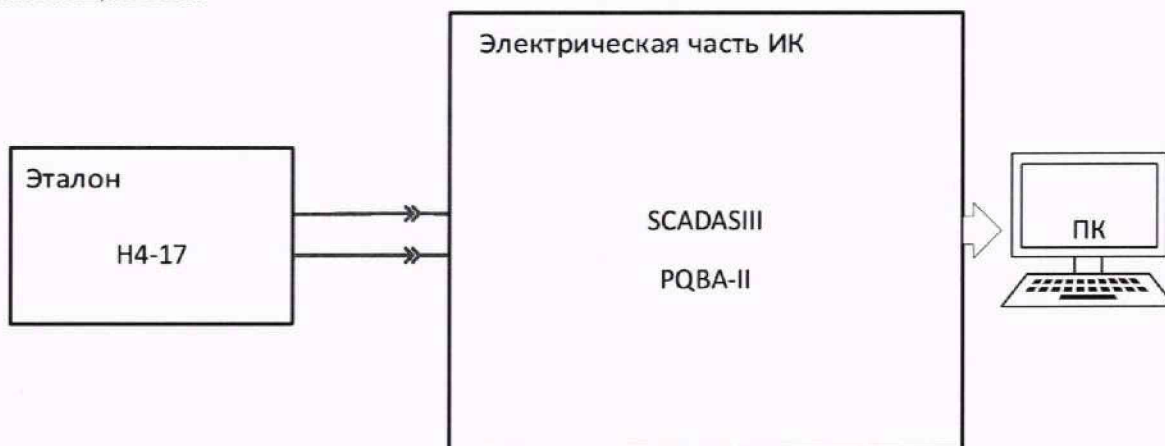 Электрическая часть ИК
Эталон
Н4-17
SCADASIII
PQBA-II
ПК